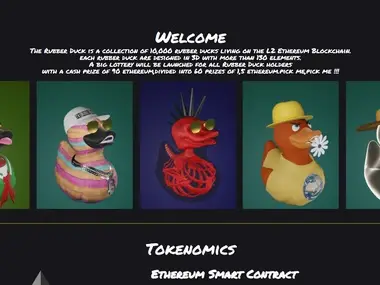 Welcome
The Rubber Duck is a collection of 10,000 rubber ducks living on the L2 Ethereum Blockchain.
each rubber duck are designed in 3D with more than 130 elements.
A big lottery will be launched for all Rubber Duck holders
with a cash prize of 90 ethereum,divided into 60 prizes of 1,5 ethereum.pick me,pick me !!!
Tokenomics
Ethereum Smart Contract